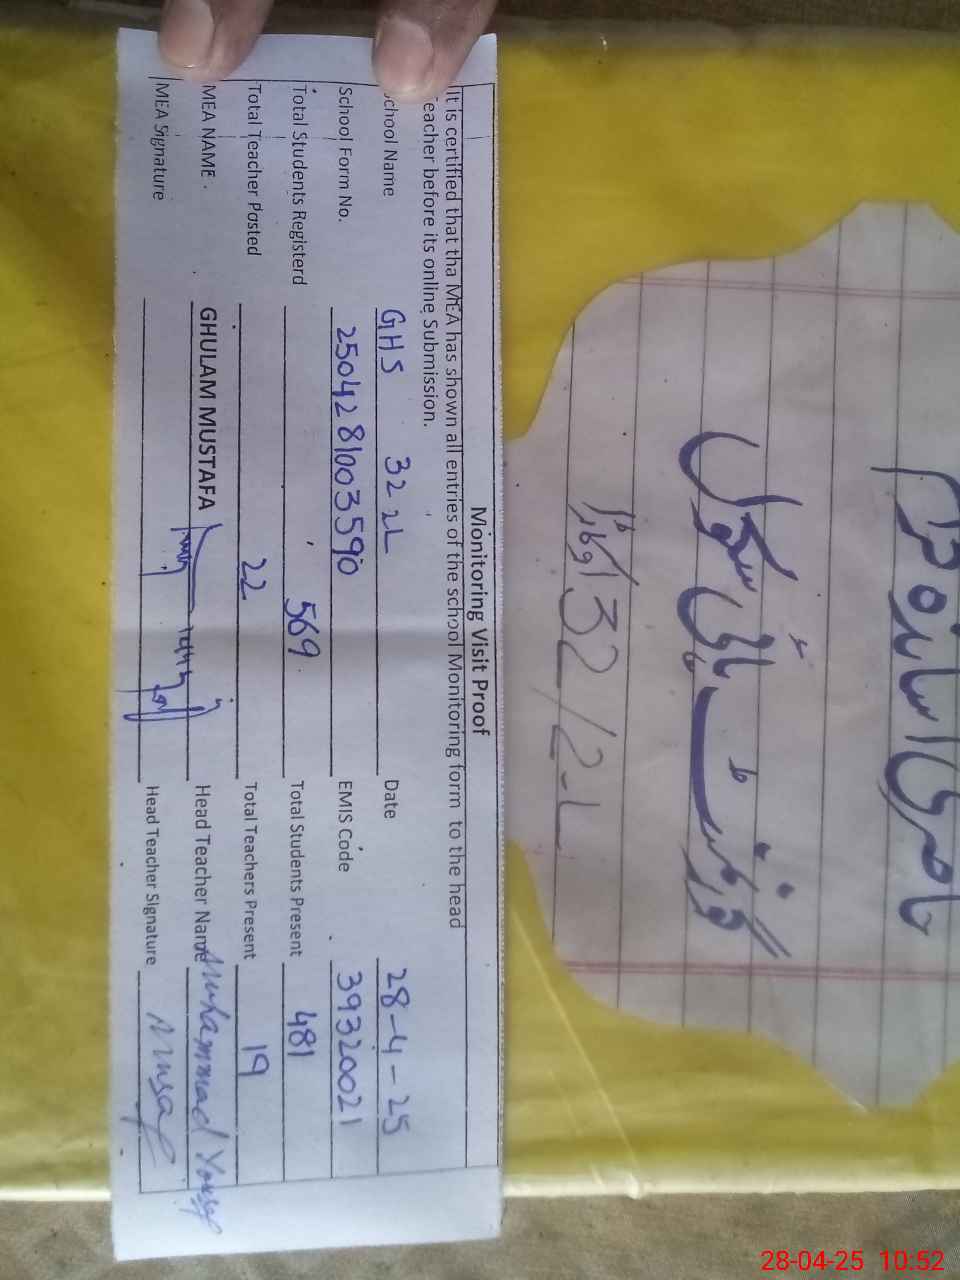 Monitoring Visit Proof
It is certified that tha MEA has shown all entries of the school Monitoring form to the head
Teacher before its online Submission.
School Name GHS 32 2L Date 28-4-25
School Form No. 2504281003590 EMIS Code 39320021
Total Students Registerd 569 Total Students Present 481
Total Teacher Posted 22 Total Teachers Present 19
MEA NAME. GHULAM MUSTAFA Head Teacher Name Muhammad Yousaf
MEA Signature Head Teacher Signature
حاضری اساتذہ
گورنمنٹ ہائی سکول
132/2-L
28-04-25 10:52